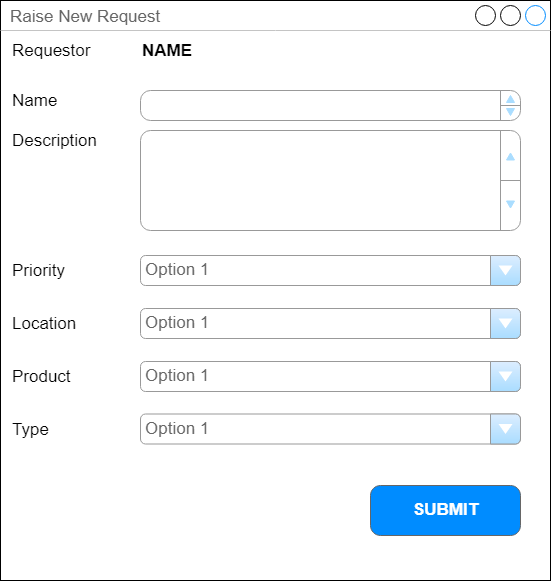 Raise New Request
Requestor NAME
Name
Description
Priority Option 1
Location Option 1
Product Option 1
Type Option 1
SUBMIT